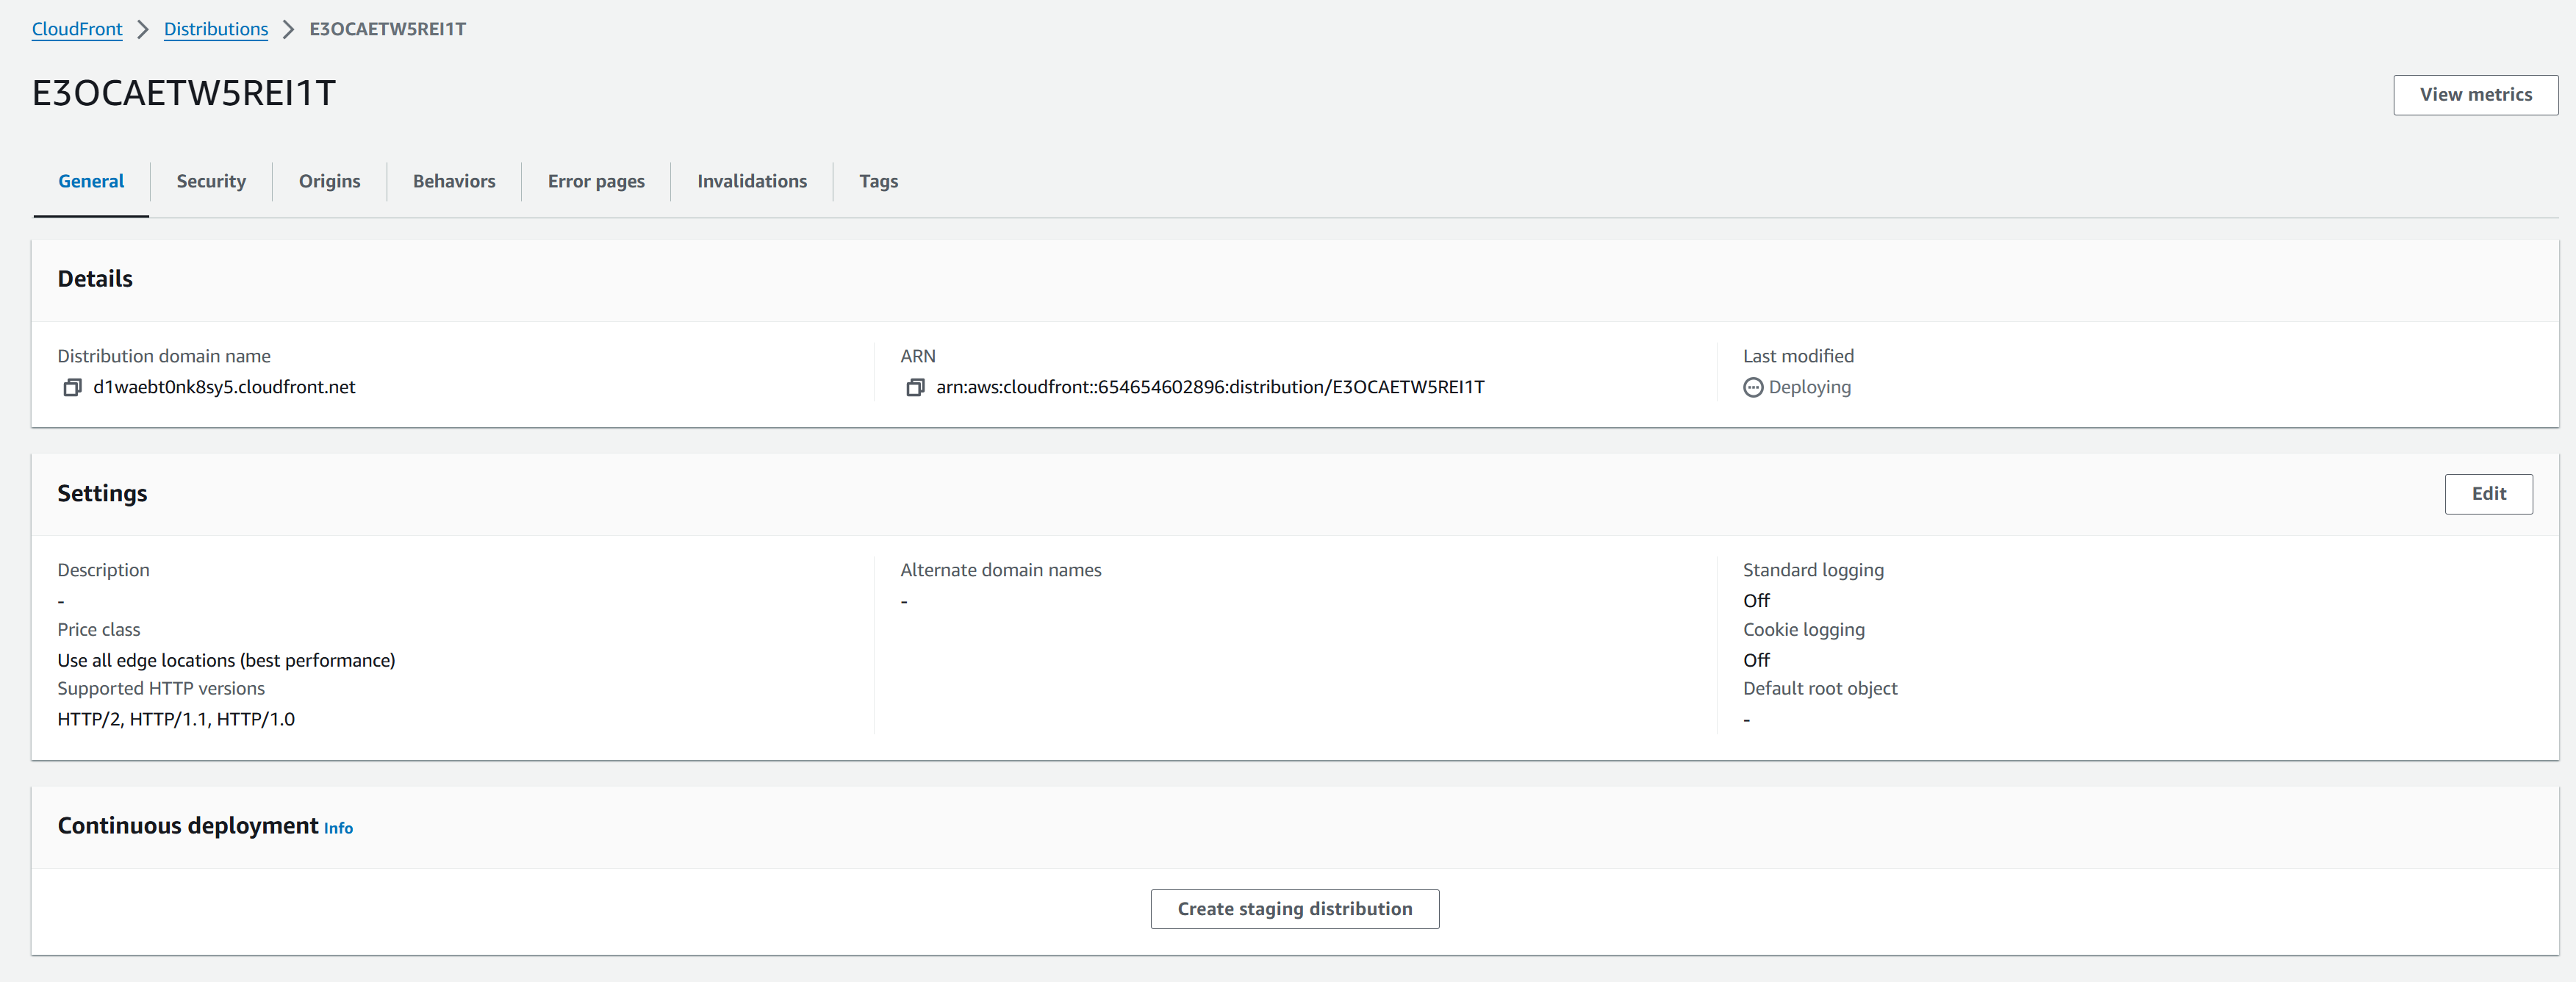 CloudFront > Distributions > E3OCAETW5REI1T
E3OCAETW5REI1T
View metrics
General
Security
Origins
Behaviors
Error pages
Invalidations
Tags
Details
Distribution domain name
d1waebt0nk8sy5.cloudfront.net
ARN
arn:aws:cloudfront::654654602896:distribution/E3OCAETW5REI1T
Last modified
Deploying
Settings
Edit
Description
-
Price class
Use all edge locations (best performance)
Supported HTTP versions
HTTP/2, HTTP/1.1, HTTP/1.0
Alternate domain names
-
Standard logging
Off
Cookie logging
Off
Default root object
-
Continuous deployment Info
Create staging distribution